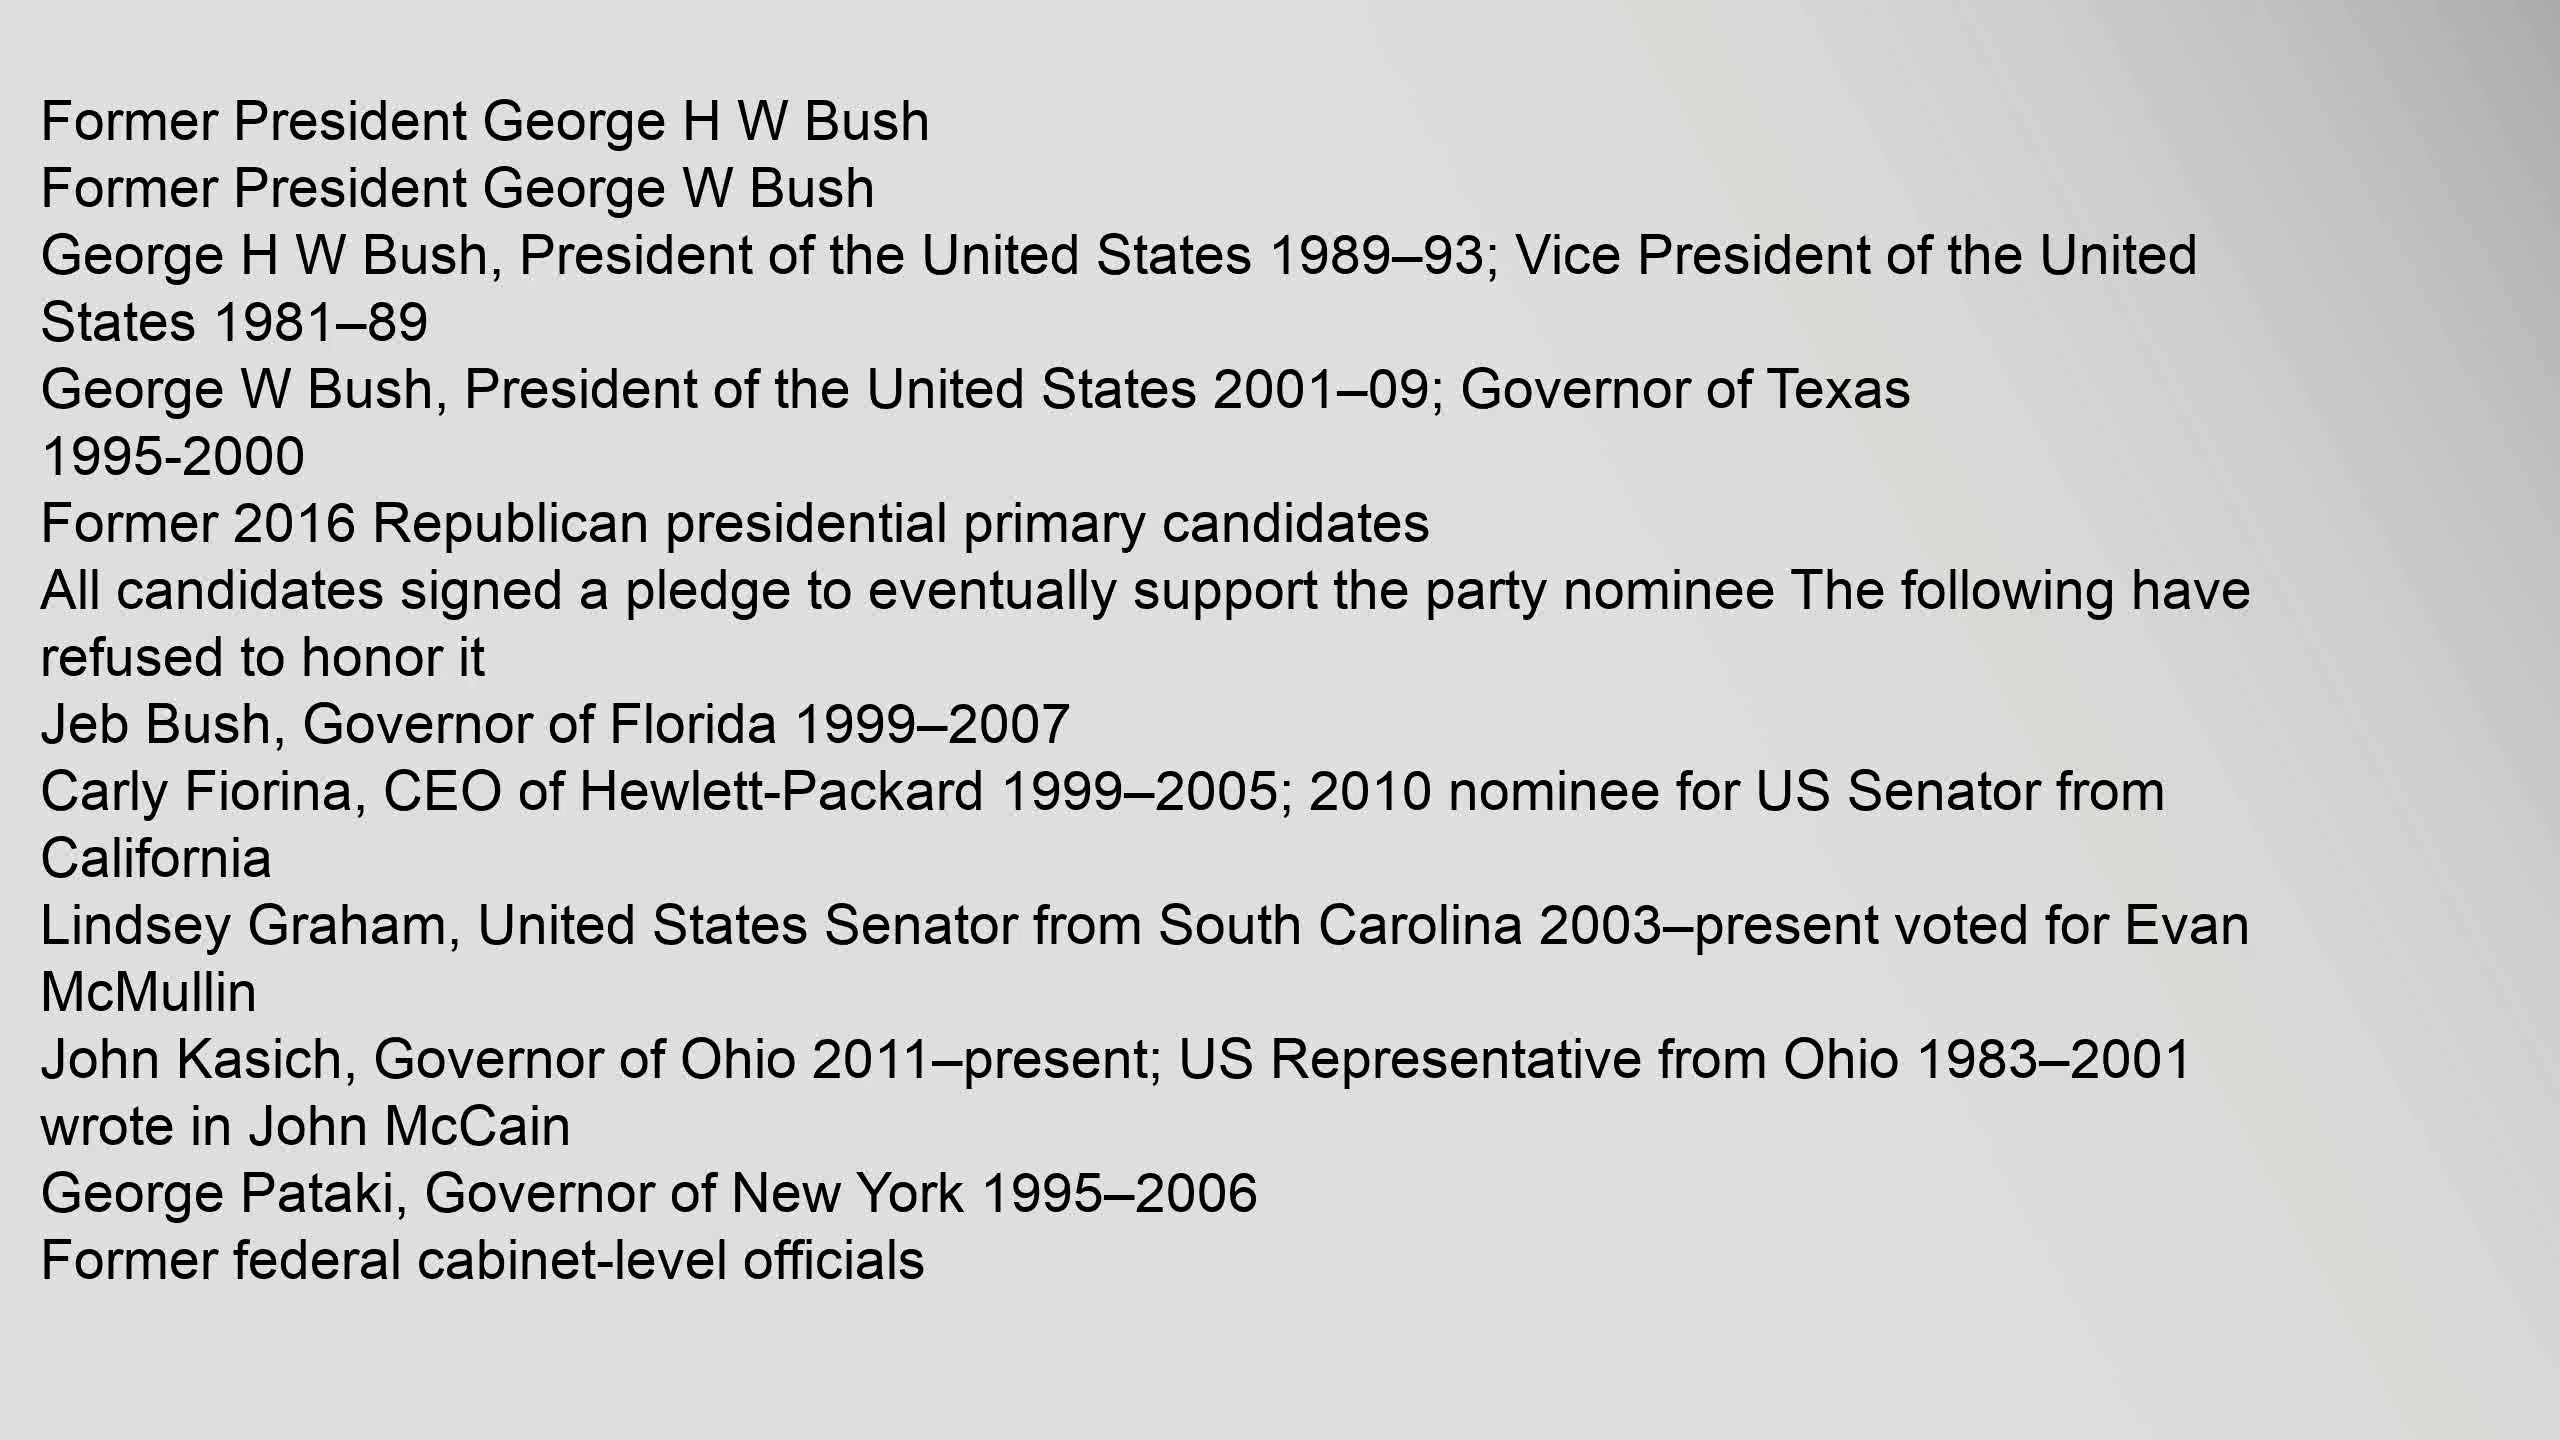 Former President George H W Bush
Former President George W Bush
George H W Bush, President of the United States 1989–93; Vice President of the United
States 1981–89
George W Bush, President of the United States 2001–09; Governor of Texas
1995-2000
Former 2016 Republican presidential primary candidates
All candidates signed a pledge to eventually support the party nominee The following have
refused to honor it
Jeb Bush, Governor of Florida 1999–2007
Carly Fiorina, CEO of Hewlett-Packard 1999–2005; 2010 nominee for US Senator from
California
Lindsey Graham, United States Senator from South Carolina 2003–present voted for Evan
McMullin
John Kasich, Governor of Ohio 2011–present; US Representative from Ohio 1983–2001
wrote in John McCain
George Pataki, Governor of New York 1995–2006
Former federal cabinet-level officials